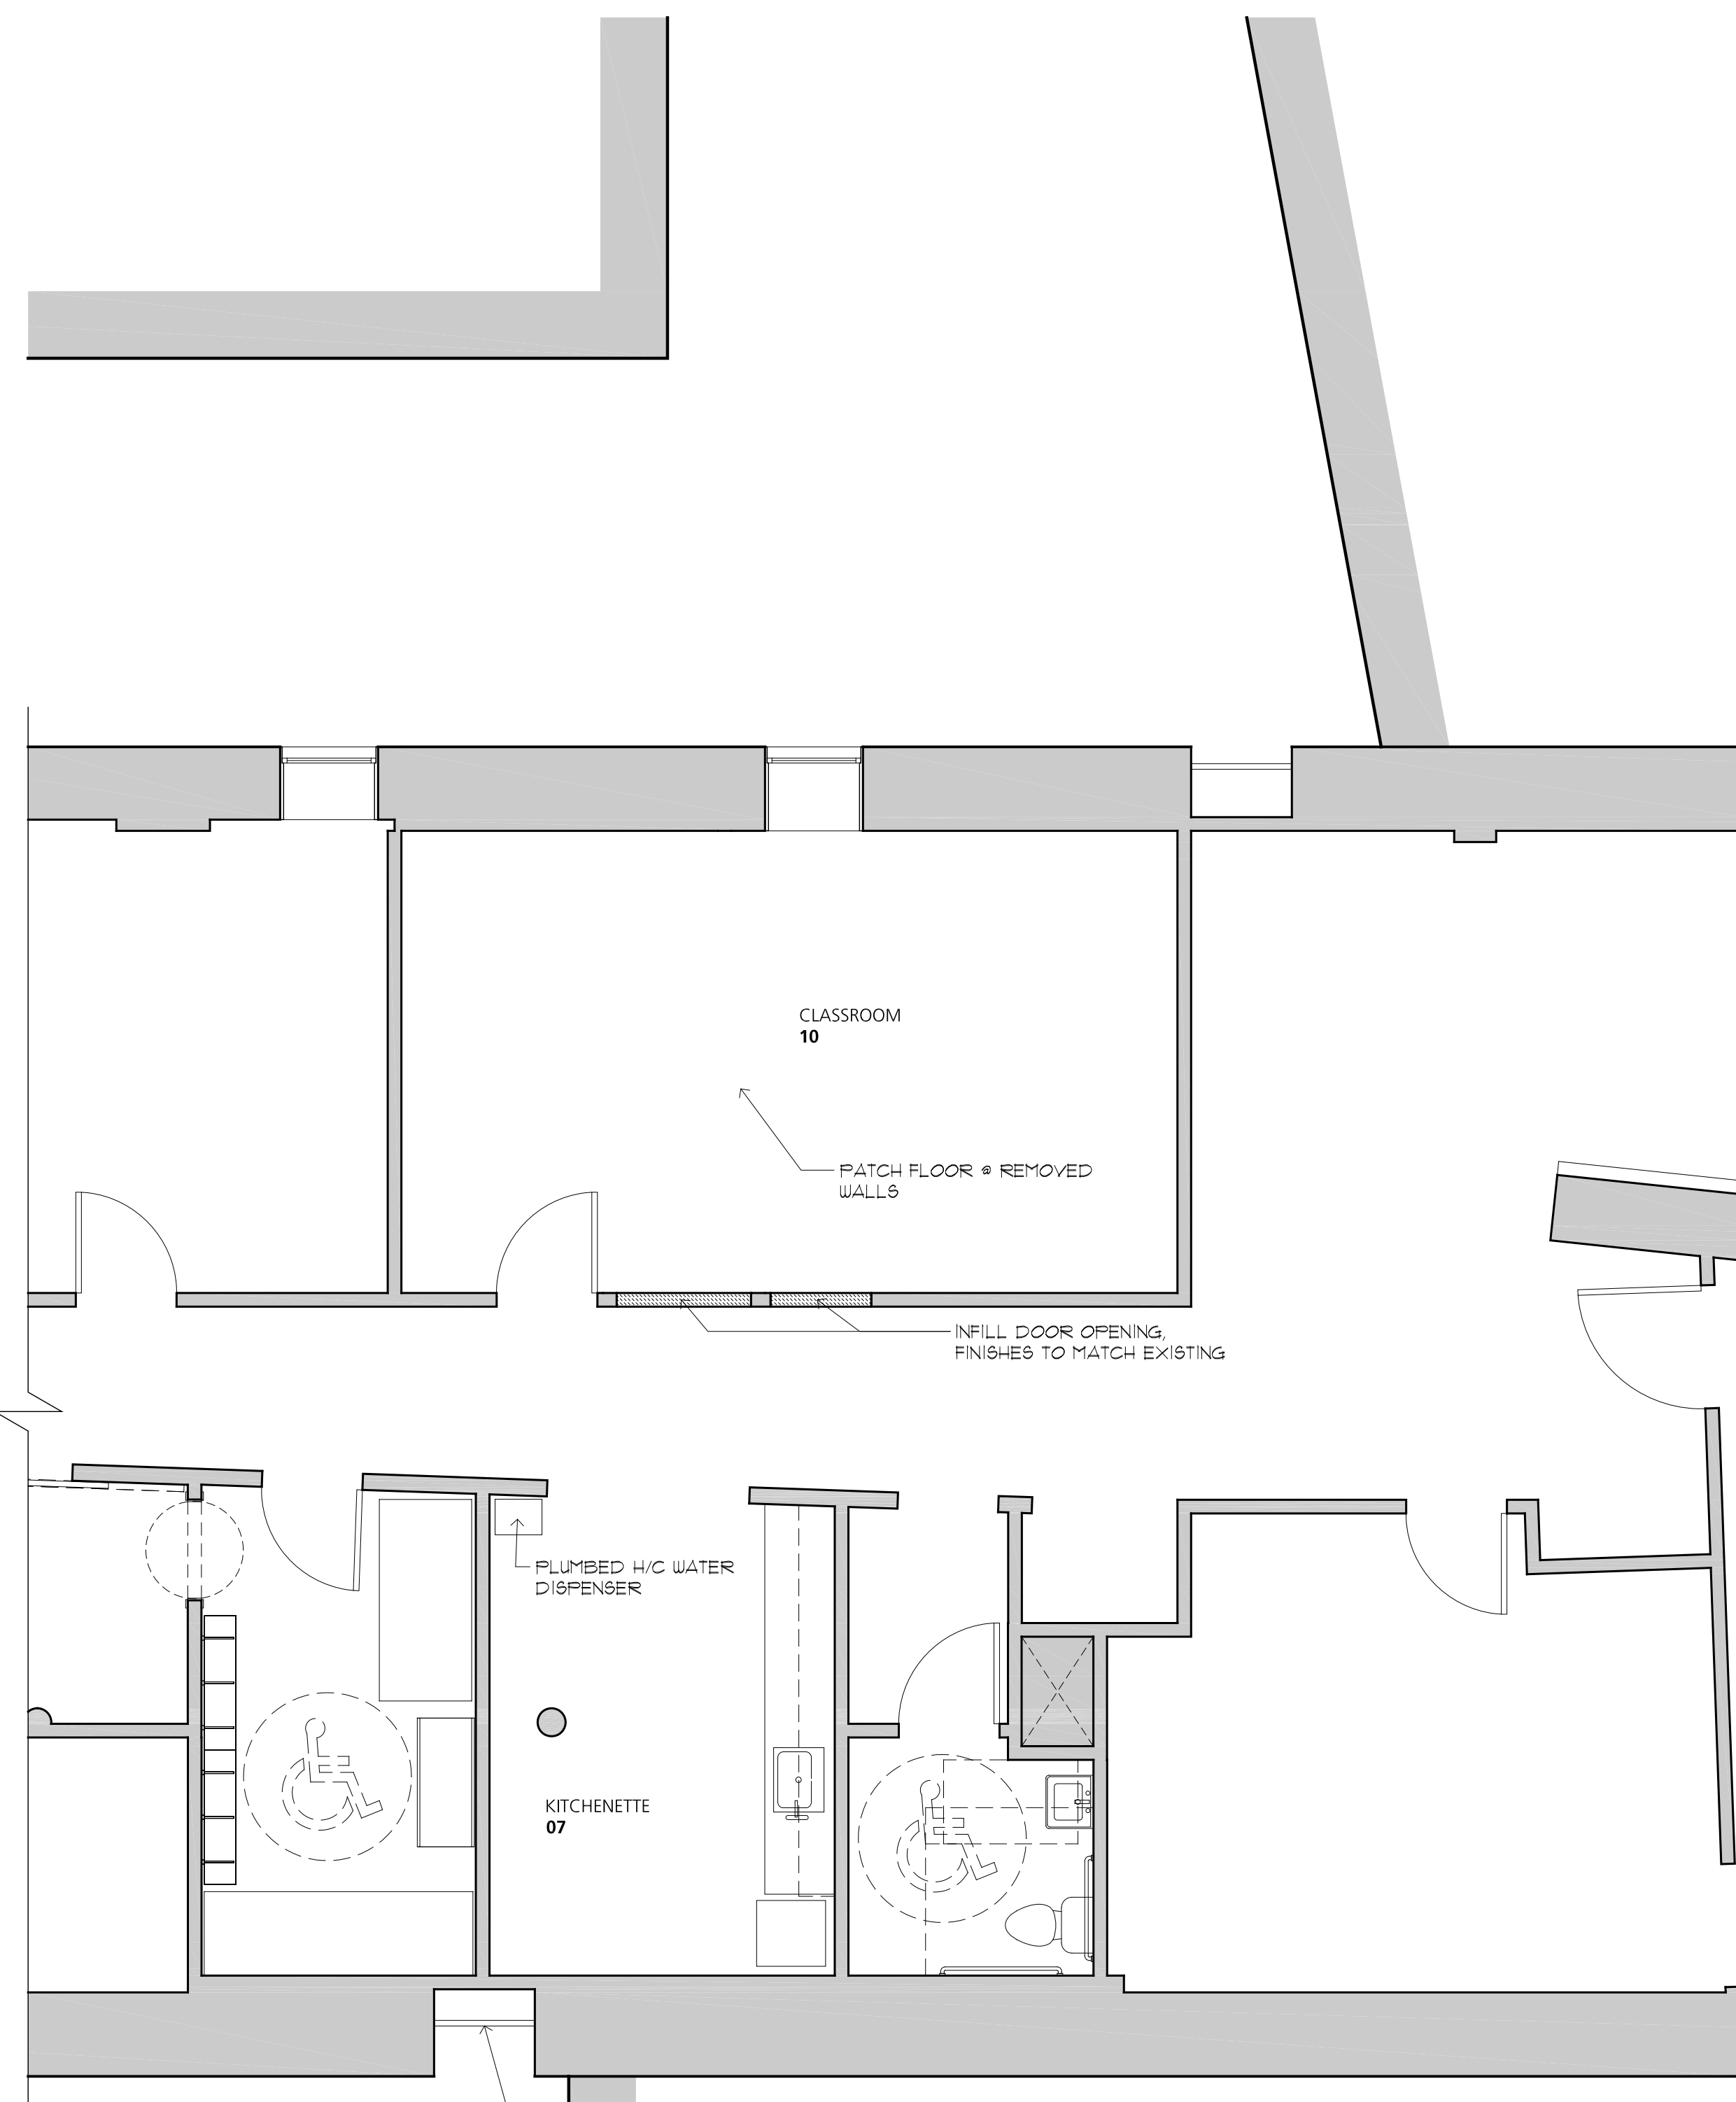 CLASSROOM
10
PATCH FLOOR @ REMOVED
WALLS
INFILL DOOR OPENING,
FINISHES TO MATCH EXISTING
PLUMBED H/C WATER
DISPENSER
KITCHENETTE
07